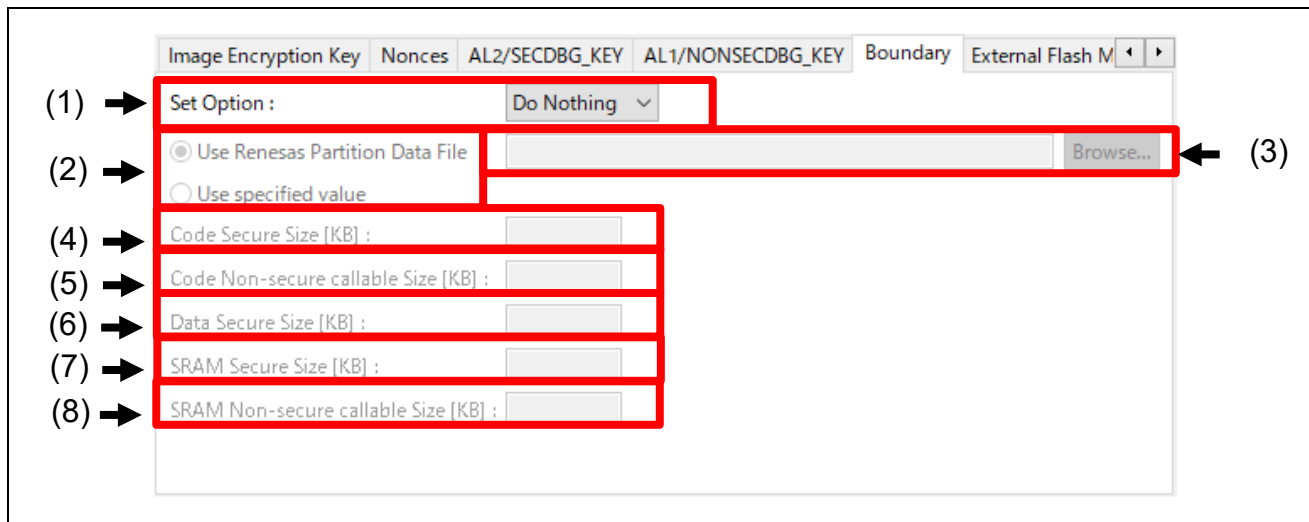 Image Encryption Key Nonces AL2/SECDBG_KEY AL1/NONSECDBG_KEY Boundary External Flash M
(1) Set Option : Do Nothing
(2) Use Renesas Partition Data File Browse... (3)
Use specified value
(4) Code Secure Size [KB] :
(5) Code Non-secure callable Size [KB] :
(6) Data Secure Size [KB] :
(7) SRAM Secure Size [KB] :
(8) SRAM Non-secure callable Size [KB] :